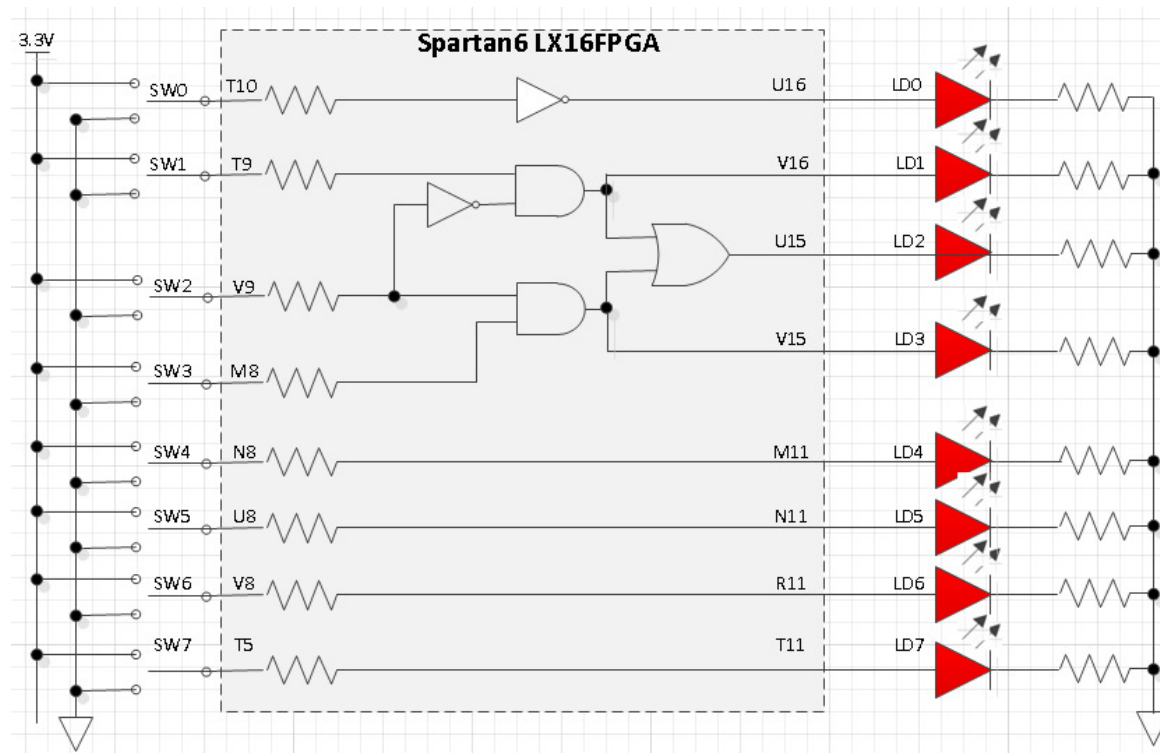 Spartan6 LX16FPGA
3.3V
SW0 T10 U16 LD0
SW1 T9 V16 LD1
U15 LD2
SW2 V9
V15 LD3
SW3 M8
SW4 N8 M11 LD4
SW5 U8 N11 LD5
SW6 V8 R11 LD6
SW7 T5 T11 LD7